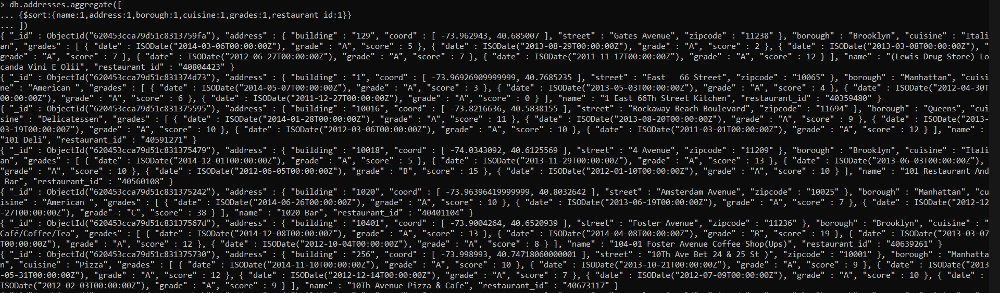 > db.addresses.aggregate([
... {$sort:{name:1,address:1,borough:1,cuisine:1,grades:1,restaurant_id:1}}
... ])
{ "_id" : ObjectId("620453cca79d51c8313759fa"), "address" : { "building" : "129", "coord" : [ -73.962943, 40.685007 ], "street" : "Gates Avenue", "zipcode" : "11238" }, "borough" : "Brooklyn", "cuisine" : "Itali
an", "grades" : [ { "date" : ISODate("2014-03-06T00:00:00Z"), "grade" : "A", "score" : 5 }, { "date" : ISODate("2013-08-29T00:00:00Z"), "grade" : "A", "score" : 2 }, { "date" : ISODate("2013-03-08T00:00:00Z"), "
grade" : "A", "score" : 7 }, { "date" : ISODate("2012-06-27T00:00:00Z"), "grade" : "A", "score" : 7 }, { "date" : ISODate("2011-11-17T00:00:00Z"), "grade" : "A", "score" : 12 } ], "name" : "(Lewis Drug Store) Lo
canda Vini E Olii", "restaurant_id" : "40804423" }
{ "_id" : ObjectId("620453cca79d51c831374d73"), "address" : { "building" : "1", "coord" : [ -73.96926909999999, 40.7685235 ], "street" : "East   66 Street", "zipcode" : "10065" }, "borough" : "Manhattan", "cuisi
ne" : "American ", "grades" : [ { "date" : ISODate("2014-05-07T00:00:00Z"), "grade" : "A", "score" : 3 }, { "date" : ISODate("2013-05-03T00:00:00Z"), "grade" : "A", "score" : 4 }, { "date" : ISODate("2012-04-30T
00:00:00Z"), "grade" : "A", "score" : 6 }, { "date" : ISODate("2011-12-27T00:00:00Z"), "grade" : "A", "score" : 0 } ], "name" : "1 East 66Th Street Kitchen", "restaurant_id" : "40359480" }
{ "_id" : ObjectId("620453cca79d51c831375595"), "address" : { "building" : "10016", "coord" : [ -73.8216636, 40.5838155 ], "street" : "Rockaway Beach Boulevard", "zipcode" : "11694" }, "borough" : "Queens", "cui
sine" : "Delicatessen", "grades" : [ { "date" : ISODate("2014-01-28T00:00:00Z"), "grade" : "A", "score" : 11 }, { "date" : ISODate("2013-08-20T00:00:00Z"), "grade" : "A", "score" : 9 }, { "date" : ISODate("2013-
03-19T00:00:00Z"), "grade" : "A", "score" : 10 }, { "date" : ISODate("2012-03-06T00:00:00Z"), "grade" : "A", "score" : 10 }, { "date" : ISODate("2011-03-01T00:00:00Z"), "grade" : "A", "score" : 12 } ], "name" :
"101 Deli", "restaurant_id" : "40591271" }
{ "_id" : ObjectId("620453cca79d51c831375479"), "address" : { "building" : "10018", "coord" : [ -74.0343092, 40.6125569 ], "street" : "4 Avenue", "zipcode" : "11209" }, "borough" : "Brooklyn", "cuisine" : "Itali
an", "grades" : [ { "date" : ISODate("2014-12-01T00:00:00Z"), "grade" : "A", "score" : 5 }, { "date" : ISODate("2013-11-29T00:00:00Z"), "grade" : "A", "score" : 13 }, { "date" : ISODate("2013-06-03T00:00:00Z"),
"grade" : "A", "score" : 10 }, { "date" : ISODate("2012-06-05T00:00:00Z"), "grade" : "B", "score" : 15 }, { "date" : ISODate("2012-01-10T00:00:00Z"), "grade" : "A", "score" : 10 } ], "name" : "101 Restaurant And
 Bar", "restaurant_id" : "40560108" }
{ "_id" : ObjectId("620453cca79d51c831375242"), "address" : { "building" : "1020", "coord" : [ -73.96396419999999, 40.8032642 ], "street" : "Amsterdam Avenue", "zipcode" : "10025" }, "borough" : "Manhattan", "cu
isine" : "American ", "grades" : [ { "date" : ISODate("2014-06-26T00:00:00Z"), "grade" : "A", "score" : 10 }, { "date" : ISODate("2013-06-19T00:00:00Z"), "grade" : "A", "score" : 7 }, { "date" : ISODate("2012-12
-27T00:00:00Z"), "grade" : "C", "score" : 38 } ], "name" : "1020 Bar", "restaurant_id" : "40401104" }
{ "_id" : ObjectId("620453cca79d51c83137567d"), "address" : { "building" : "10401", "coord" : [ -73.9004264, 40.6520939 ], "street" : "Foster Avenue", "zipcode" : "11236" }, "borough" : "Brooklyn", "cuisine" : "
Café/Coffee/Tea", "grades" : [ { "date" : ISODate("2014-12-08T00:00:00Z"), "grade" : "A", "score" : 13 }, { "date" : ISODate("2014-04-08T00:00:00Z"), "grade" : "B", "score" : 19 }, { "date" : ISODate("2013-03-07
T00:00:00Z"), "grade" : "A", "score" : 12 }, { "date" : ISODate("2012-10-04T00:00:00Z"), "grade" : "A", "score" : 8 } ], "name" : "104-01 Foster Avenue Coffee Shop(Ups)", "restaurant_id" : "40639261" }
{ "_id" : ObjectId("620453cca79d51c831375730"), "address" : { "building" : "256", "coord" : [ -73.998993, 40.74718060000001 ], "street" : "10Th Ave Bet 24 & 25 St )", "zipcode" : "10001" }, "borough" : "Manhatta
n", "cuisine" : "Pizza", "grades" : [ { "date" : ISODate("2014-11-10T00:00:00Z"), "grade" : "A", "score" : 10 }, { "date" : ISODate("2013-10-21T00:00:00Z"), "grade" : "A", "score" : 9 }, { "date" : ISODate("2013
-05-31T00:00:00Z"), "grade" : "A", "score" : 12 }, { "date" : ISODate("2012-12-14T00:00:00Z"), "grade" : "A", "score" : 7 }, { "date" : ISODate("2012-07-09T00:00:00Z"), "grade" : "A", "score" : 10 }, { "date" :
ISODate("2012-02-03T00:00:00Z"), "grade" : "A", "score" : 9 } ], "name" : "10Th Avenue Pizza & Cafe", "restaurant_id" : "40673117" }